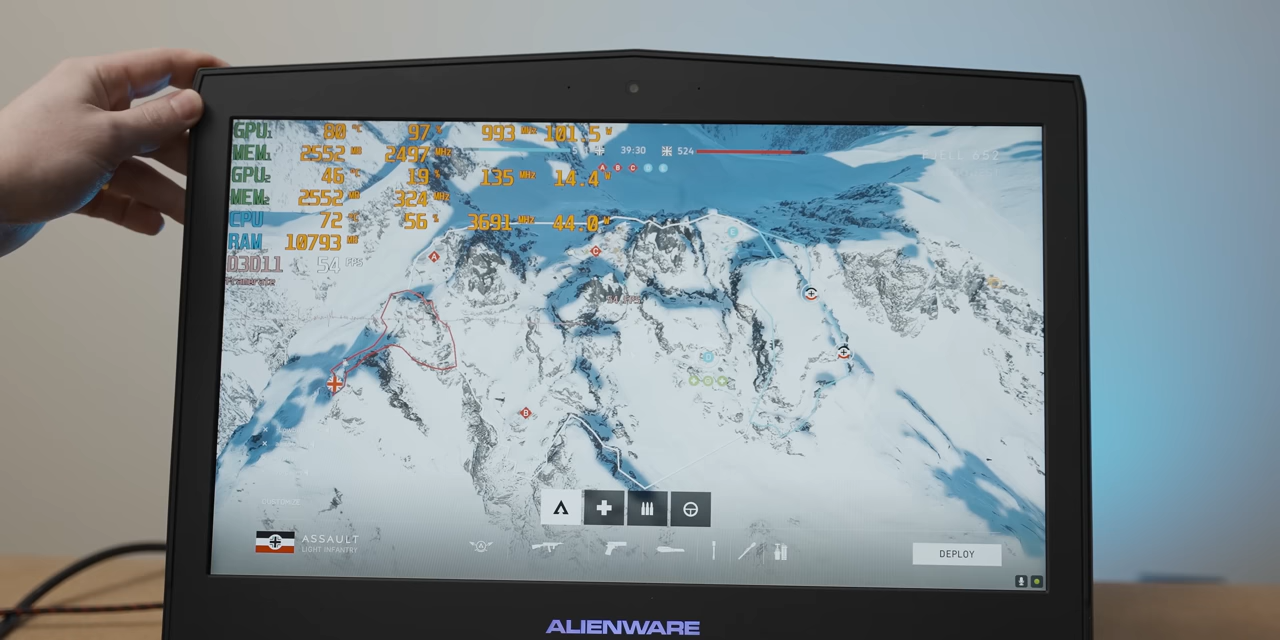 GPU1 80 °C 97 % 993 MHz 101.5 W
MEM1 2552 MB 2497 MHz
39:30 524
A B C
GPU2 46 °C 19 % 135 MHz 14.4 W
MEM2 2552 MB 324 MHz
CPU 72 °C 56 % 3691 MHz 44.0 W
RAM 10793 MB
D3D11 54 FPS
Framerate
A
C
E
D
B
CUSTOMIZE
ASSAULT
LIGHT INFANTRY
DEPLOY
ALIENWARE